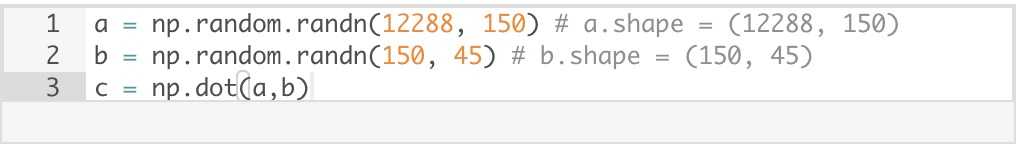 1 a = np.random.randn(12288, 150) # a.shape = (12288, 150)
2 b = np.random.randn(150, 45) # b.shape = (150, 45)
3 c = np.dot(a,b)